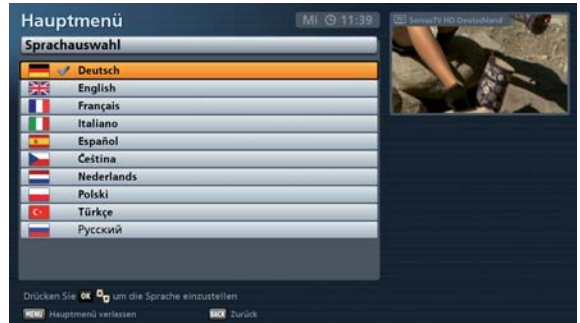 Hauptmenü
Mi 11:39
ServusTV HD Deutschland
Sprachauswahl
Deutsch
English
Français
Italiano
Español
Čeština
Nederlands
Polski
Türkçe
Русский
Drücken Sie OK um die Sprache einzustellen
MENU Hauptmenü verlassen BACK Zurück